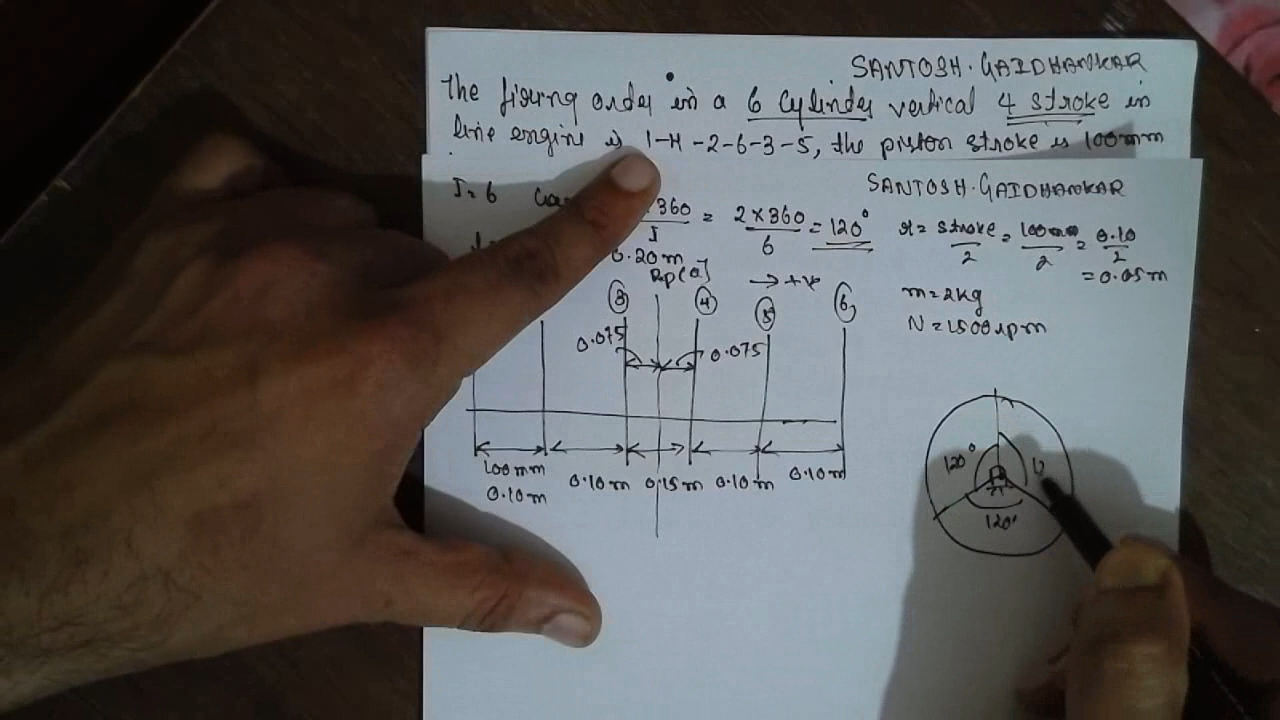 SANTOSH.GAIDHANKAR
The firing order in a 6 cylinder vertical 4 stroke in
line engine is 1-4-2-6-3-5, the piston stroke is 100mm
SANTOSH.GAIDHANKAR
×360 = 2×360 = 120°
6
r = stroke = 100mm = 0.10
2 2 2
= 0.05m
0.20m
Rp(a)
→ +ve
m=2kg
N=1500rpm
3 4 5 6
0.075 0.075
100mm
0.10m 0.10m 0.15m 0.10m 0.10m
120°
120°